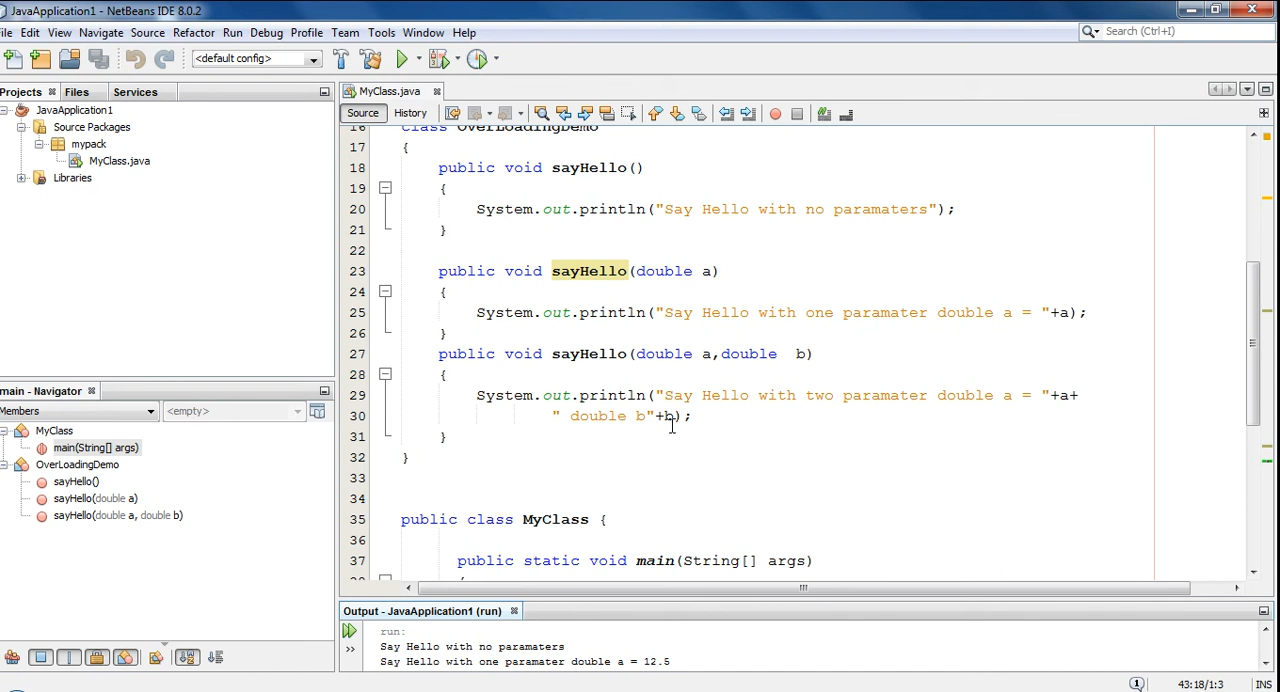 JavaApplication1 - NetBeans IDE 8.0.2
File Edit View Navigate Source Refactor Run Debug Profile Team Tools Window Help
Search (Ctrl+I)
<default config>
Projects Files Services
JavaApplication1
Source Packages
mypack
MyClass.java
Libraries
MyClass.java
Source History
16 class OverLoadingDemo
17 {
18 public void sayHello()
19 {
20 System.out.println("Say Hello with no paramaters");
21 }
22
23 public void sayHello(double a)
24 {
25 System.out.println("Say Hello with one paramater double a = "+a);
26 }
27 public void sayHello(double a,double  b)
28 {
29 System.out.println("Say Hello with two paramater double a = "+a+
30 " double b"+b);
31 }
32 }
33
34
35 public class MyClass {
36
37 public static void main(String[] args)
38 {
main - Navigator
Members <empty>
MyClass
main(String[] args)
OverLoadingDemo
sayHello()
sayHello(double a)
sayHello(double a, double b)
Output - JavaApplication1 (run)
run:
Say Hello with no paramaters
Say Hello with one paramater double a = 12.5
1 43:18/1:3 INS